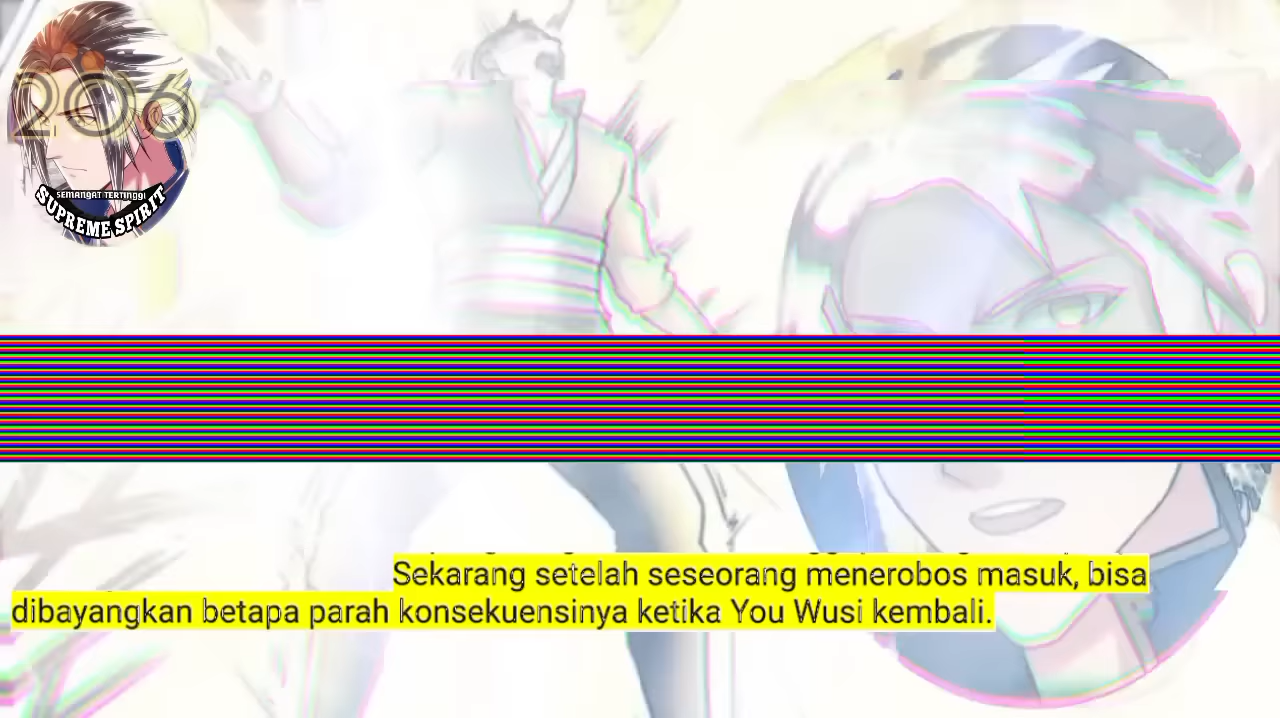 206
SEMANGAT TERTINGGI
SUPREME SPIRIT
Sekarang setelah seseorang menerobos masuk, bisa
dibayangkan betapa parah konsekuensinya ketika You Wusi kembali.